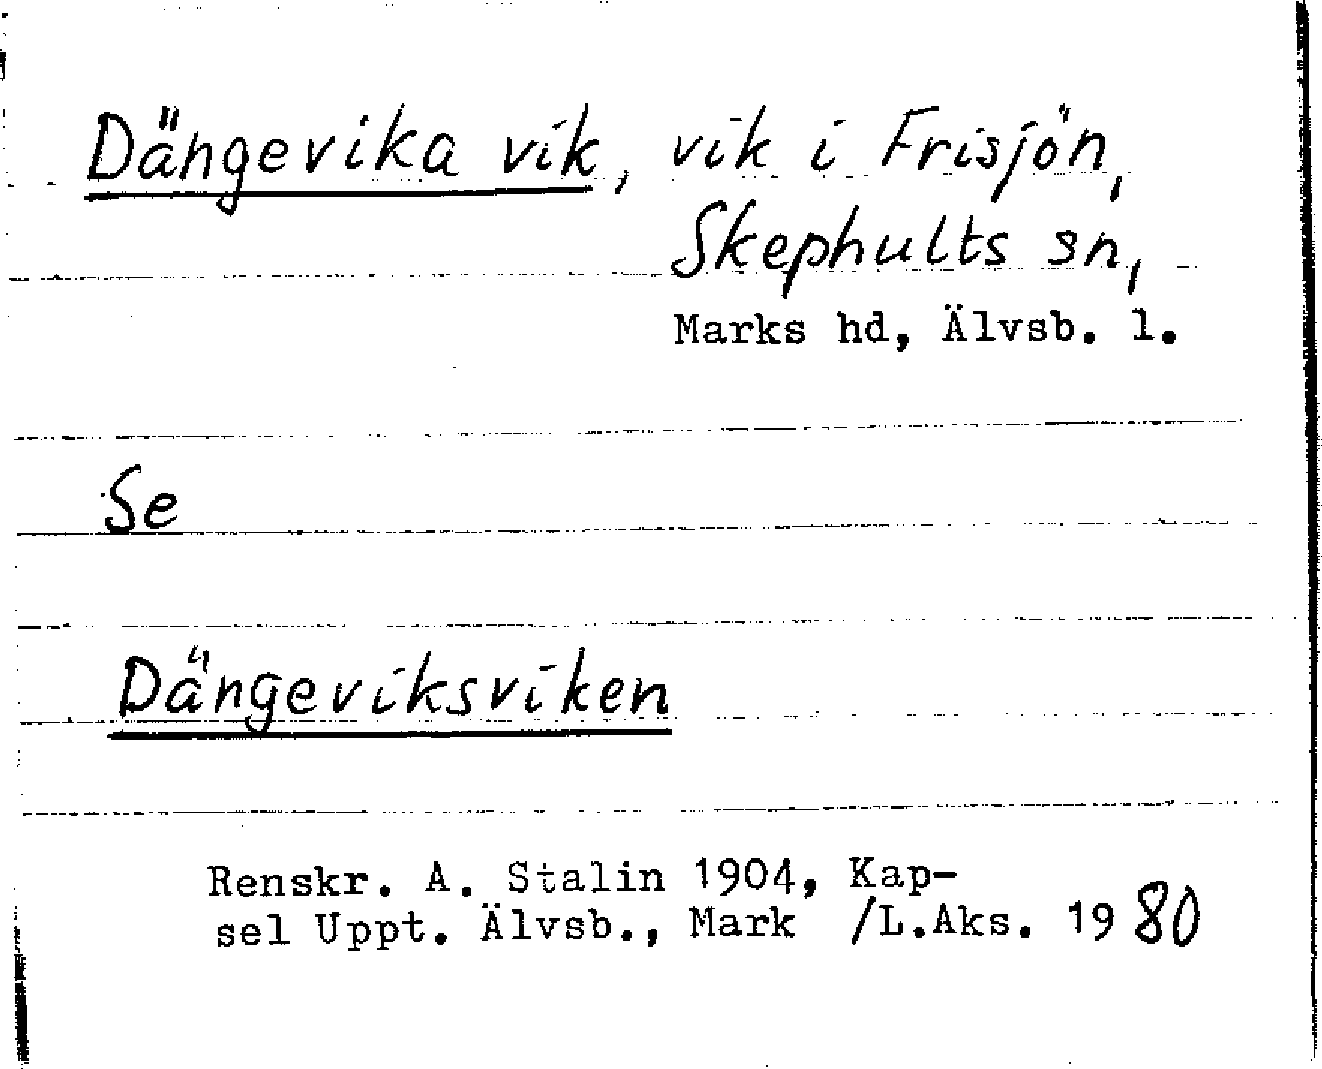 Dängevika vik, vik i Frisjön,
Skephults sn,
Marks hd, Älvsb. l.
Se
Dängeviksviken
Renskr. A. Stalin 1904, Kap-
sel Uppt. Älvsb., Mark /L.Aks. 1980